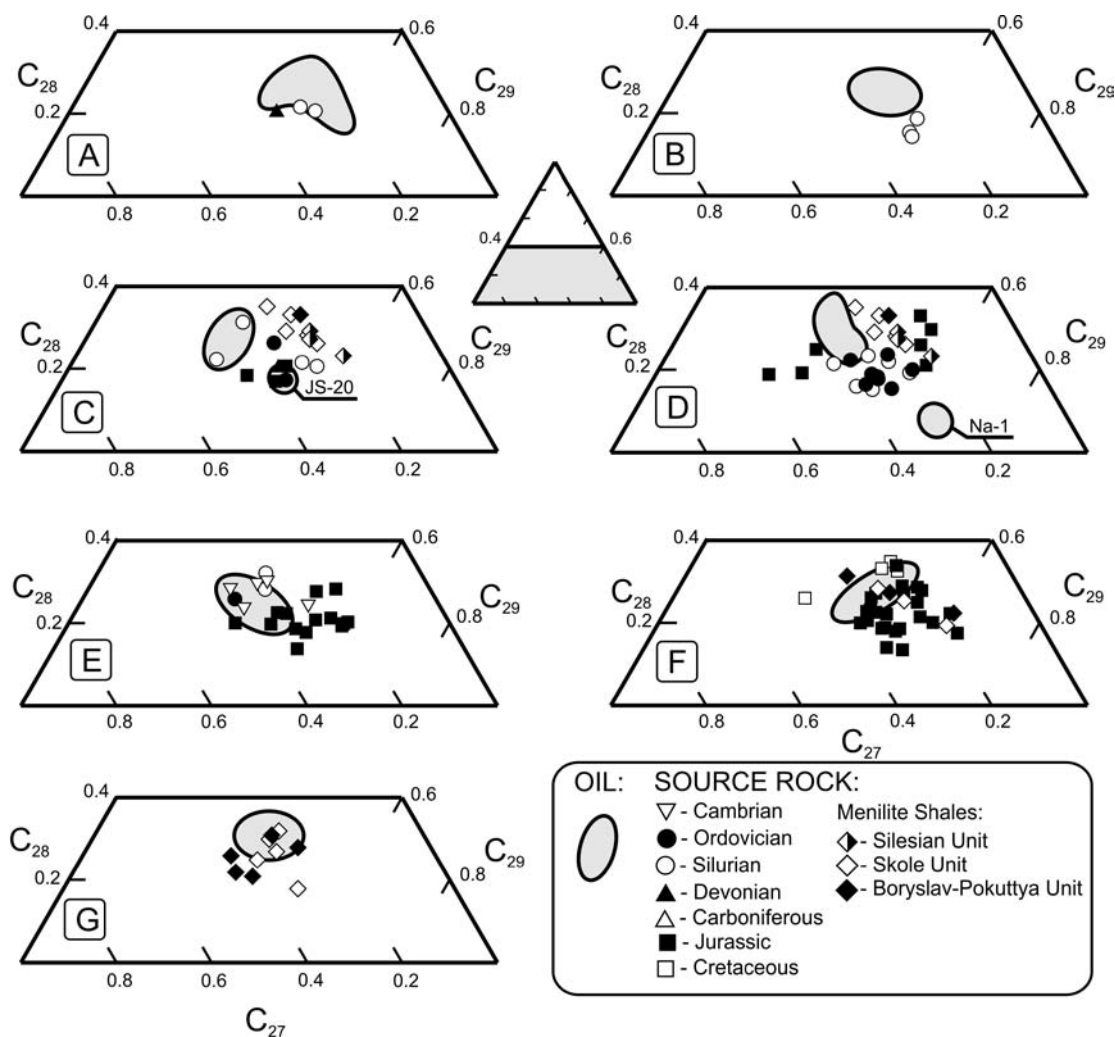 0.4
0.6
C28
0.2
C29
0.8
A
0.8
0.6
0.4
0.2
0.4
0.6
C28
0.2
C29
0.8
B
0.8
0.6
0.4
0.2
0.4
0.6
0.4
0.6
C28
0.2
C29
0.8
JS-20
C
0.8
0.6
0.4
0.2
0.4
0.6
C28
0.2
C29
0.8
D
Na-1
0.8
0.6
0.4
0.2
0.4
0.6
C28
0.2
C29
0.8
E
0.8
0.6
0.4
0.2
0.4
0.6
C28
0.2
C29
0.8
F
0.8
0.6
0.4
0.2
C27
0.4
0.6
C28
0.2
C29
0.8
G
0.8
0.6
0.4
0.2
C27
OIL: SOURCE ROCK:
- Cambrian
- Ordovician
- Silurian
- Devonian
- Carboniferous
- Jurassic
- Cretaceous
Menilite Shales:
- Silesian Unit
- Skole Unit
- Boryslav-Pokuttya Unit